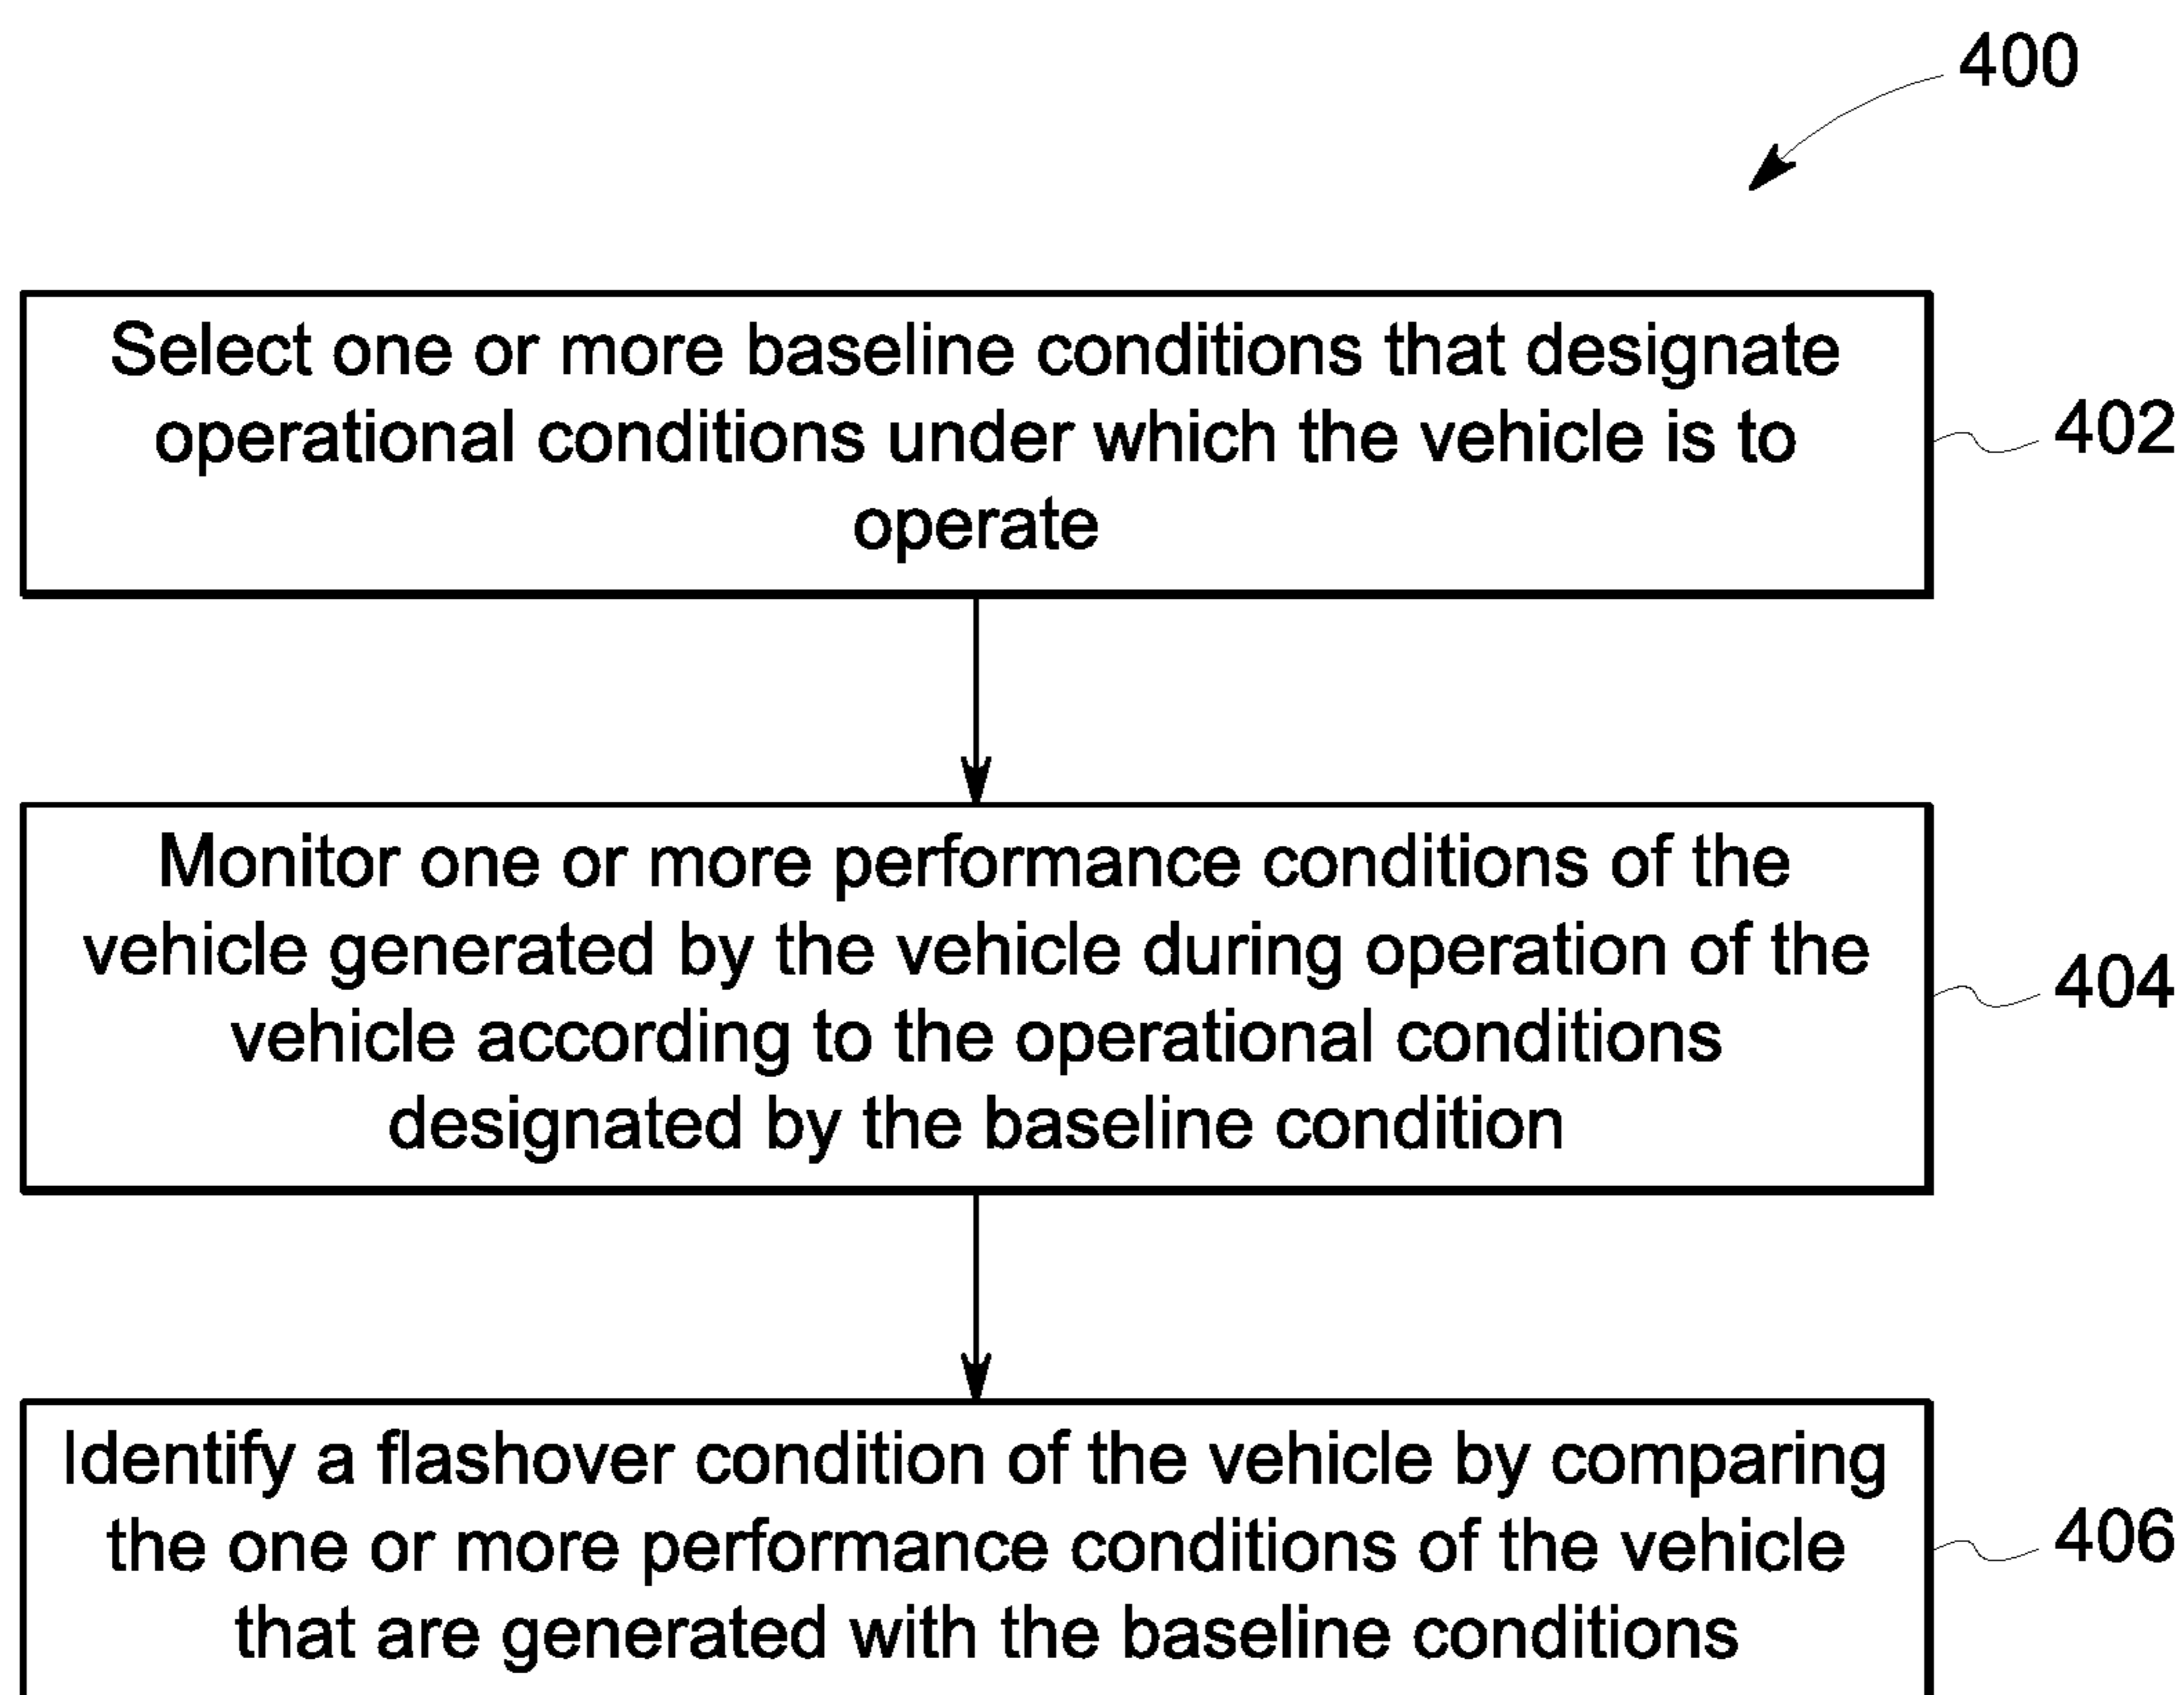 400
Select one or more baseline conditions that designate
operational conditions under which the vehicle is to
operate
402
Monitor one or more performance conditions of the
vehicle generated by the vehicle during operation of the
vehicle according to the operational conditions
designated by the baseline condition
404
Identify a flashover condition of the vehicle by comparing
the one or more performance conditions of the vehicle
that are generated with the baseline conditions
406